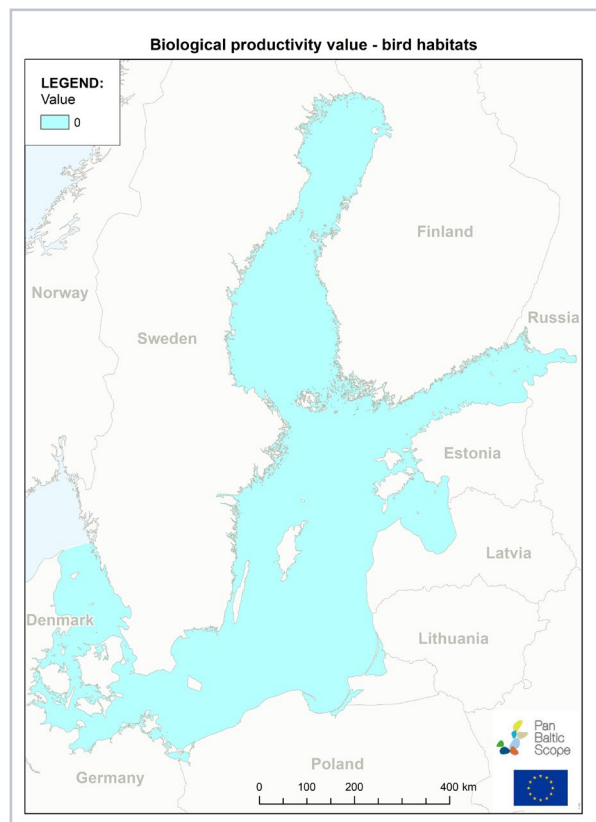 Biological productivity value - bird habitats
LEGEND:
Value
0
Finland
Norway
Russia
Sweden
Estonia
Latvia
Denmark
Lithuania
Pan
Baltic
Scope
Poland
Germany
0 200 400 km